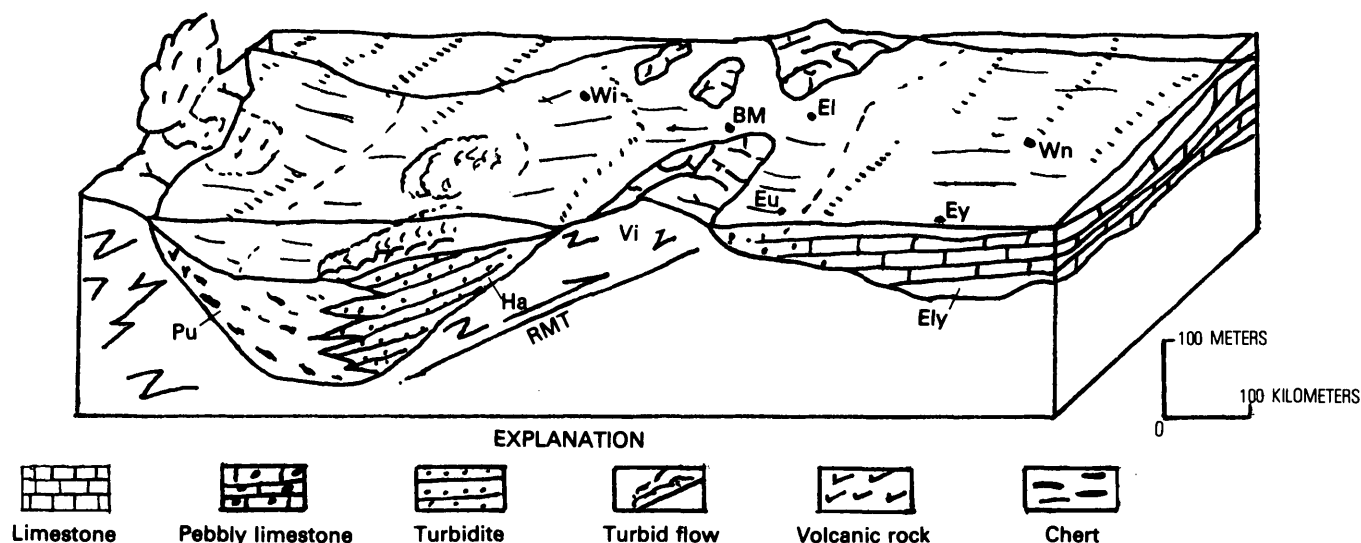 Wi
BM
El
Wn
Eu
Ey
Vi
Ha
Pu
RMT
Ely
100 METERS
100 KILOMETERS
0
EXPLANATION
Limestone
Pebbly limestone
Turbidite
Turbid flow
Volcanic rock
Chert